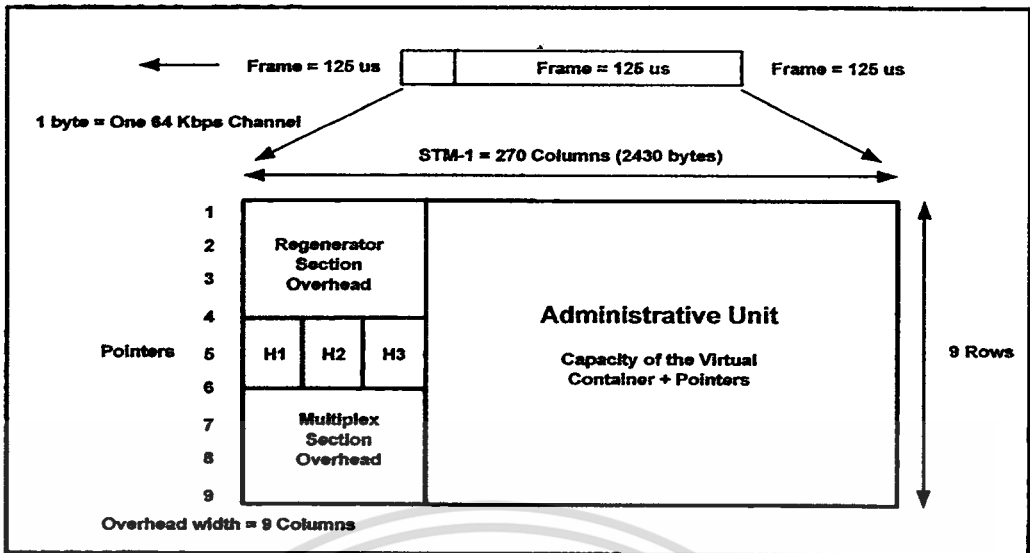 Frame = 125 us
Frame = 125 us
Frame = 125 us
1 byte = One 64 Kbps Channel
STM-1 = 270 Columns (2430 bytes)
1
2
3
4
5
6
7
8
9
Pointers
Regenerator
Section
Overhead
H1
H2
H3
Multiplex
Section
Overhead
Administrative Unit
Capacity of the Virtual
Container + Pointers
9 Rows
Overhead width = 9 Columns